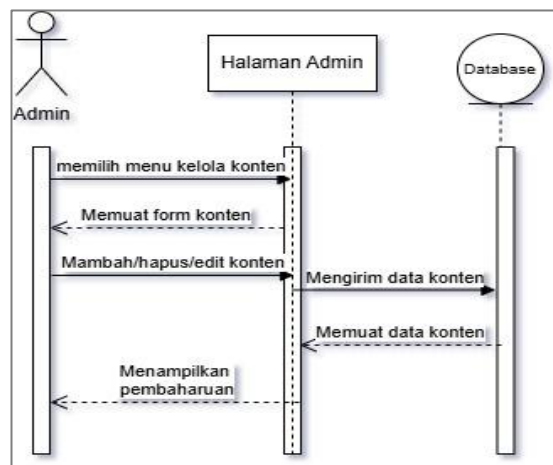 Halaman Admin
Database
Admin
memilih menu kelola konten
Memuat form konten
Mambah/hapus/edit konten
Mengirim data konten
Memuat data konten
Menampilkan
pembaharuan